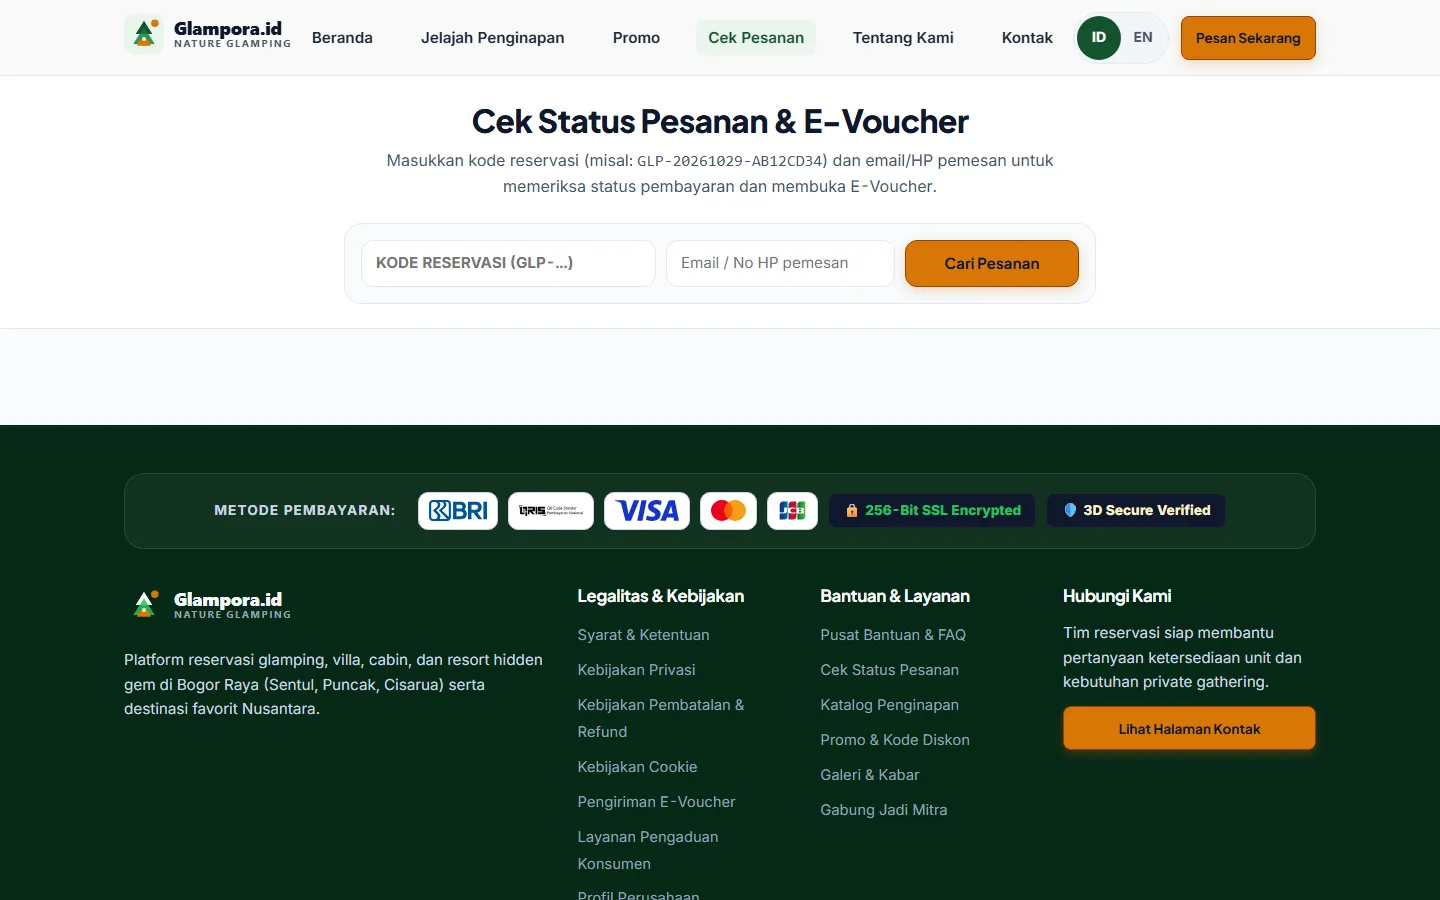 Glampora.id
NATURE GLAMPING
Beranda
Jelajah Penginapan
Promo
Cek Pesanan
Tentang Kami
Kontak
ID
EN
Pesan Sekarang
Cek Status Pesanan & E-Voucher
Masukkan kode reservasi (misal: GLP-20261029-AB12CD34) dan email/HP pemesan untuk
memeriksa status pembayaran dan membuka E-Voucher.
KODE RESERVASI (GLP-...)
Email / No HP pemesan
Cari Pesanan
METODE PEMBAYARAN:
BRI
QRIS QR Code Standar
Pembayaran Nasional
VISA
JCB
256-Bit SSL Encrypted
3D Secure Verified
Glampora.id
NATURE GLAMPING
Platform reservasi glamping, villa, cabin, dan resort hidden
gem di Bogor Raya (Sentul, Puncak, Cisarua) serta
destinasi favorit Nusantara.
Legalitas & Kebijakan
Syarat & Ketentuan
Kebijakan Privasi
Kebijakan Pembatalan &
Refund
Kebijakan Cookie
Pengiriman E-Voucher
Layanan Pengaduan
Konsumen
Profil Perusahaan
Bantuan & Layanan
Pusat Bantuan & FAQ
Cek Status Pesanan
Katalog Penginapan
Promo & Kode Diskon
Galeri & Kabar
Gabung Jadi Mitra
Hubungi Kami
Tim reservasi siap membantu
pertanyaan ketersediaan unit dan
kebutuhan private gathering.
Lihat Halaman Kontak